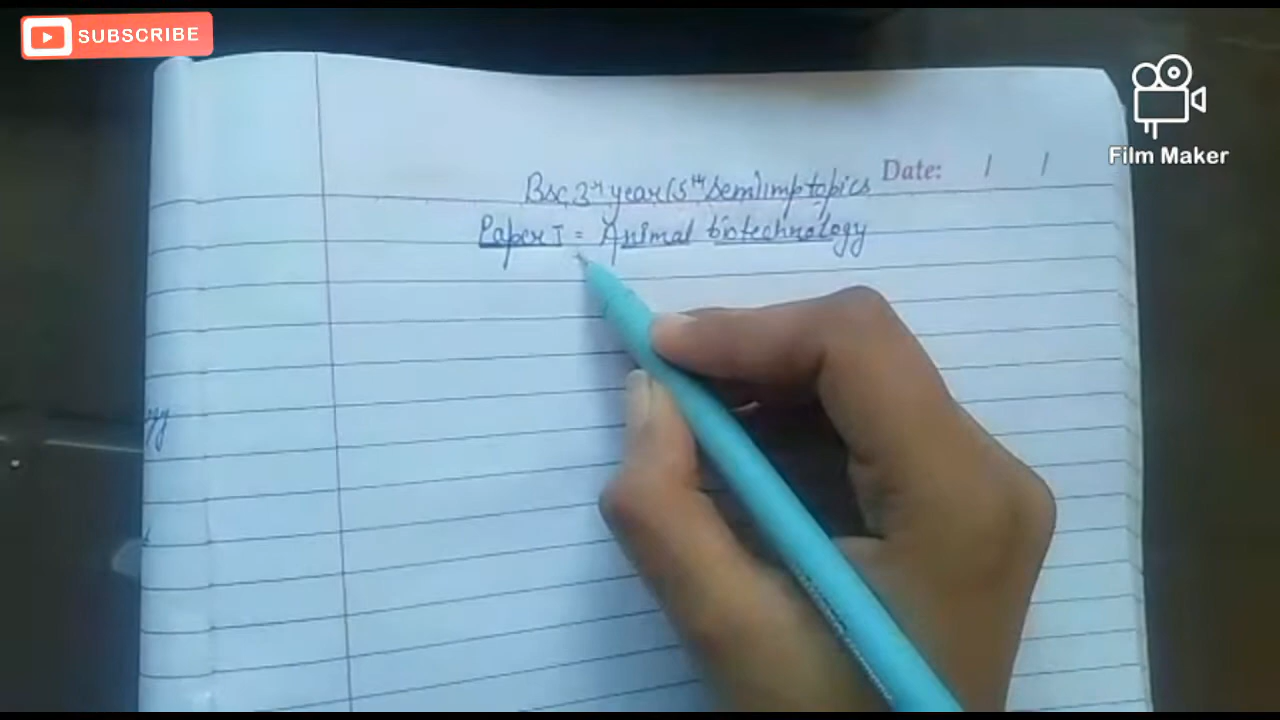 SUBSCRIBE
Film Maker
Date: / /
Bsc 3rd year (5th sem) imp topics
Paper I = Animal biotechnology